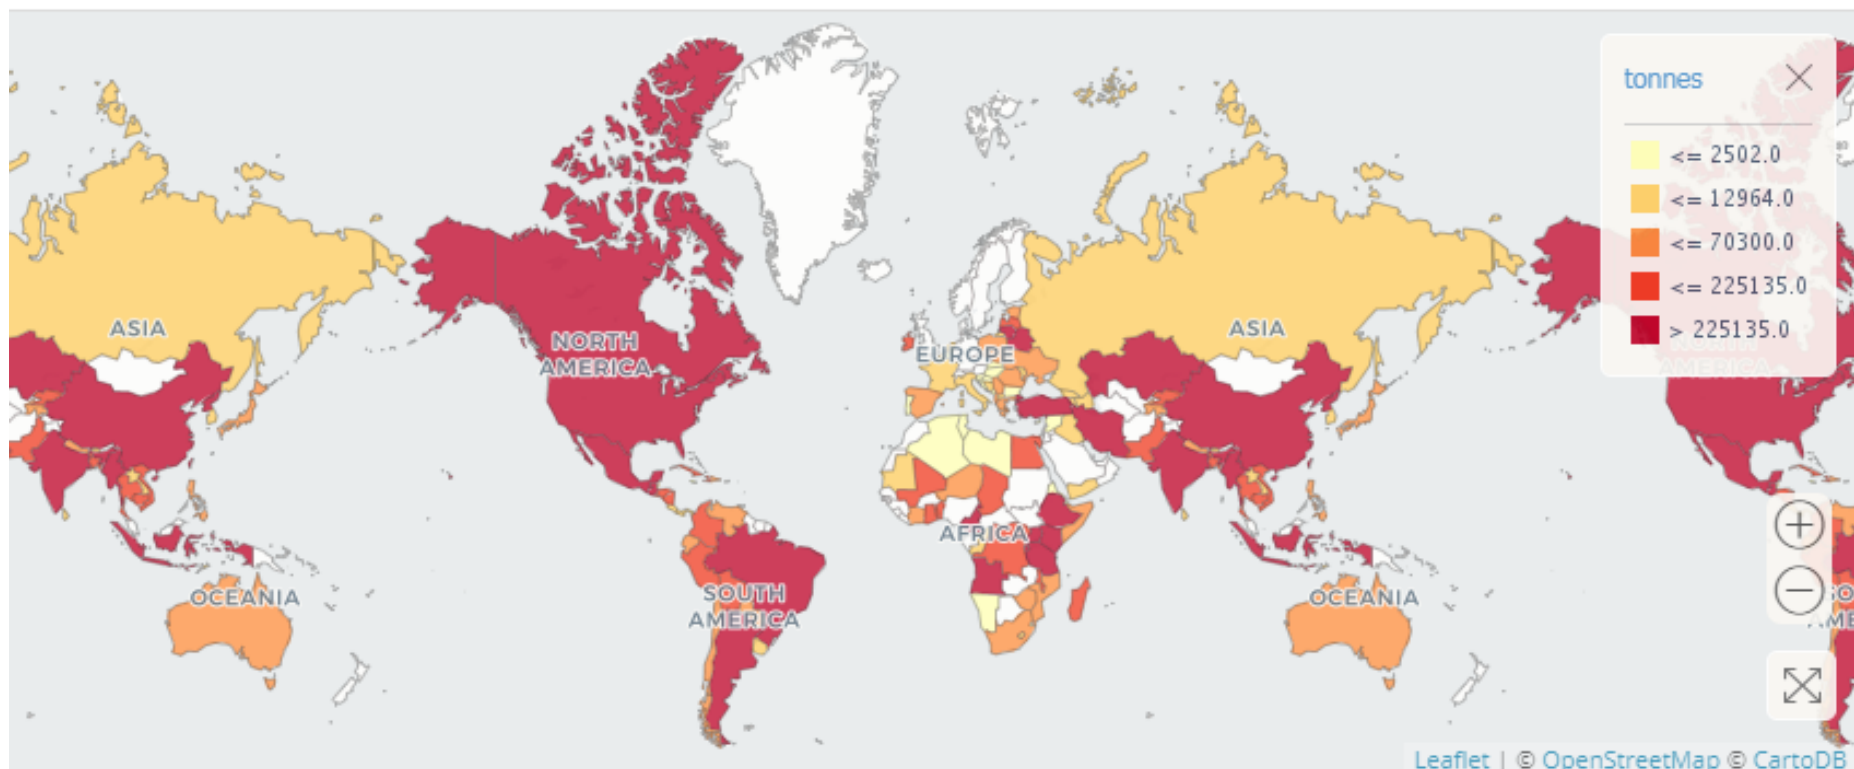 tonnes
<= 2502.0
<= 12964.0
<= 70300.0
<= 225135.0
> 225135.0
ASIA
NORTH
AMERICA
EUROPE
ASIA
AMERICA
AFRICA
OCEANIA
SOUTH
AMERICA
OCEANIA
Leaflet | © OpenStreetMap © CartoDB